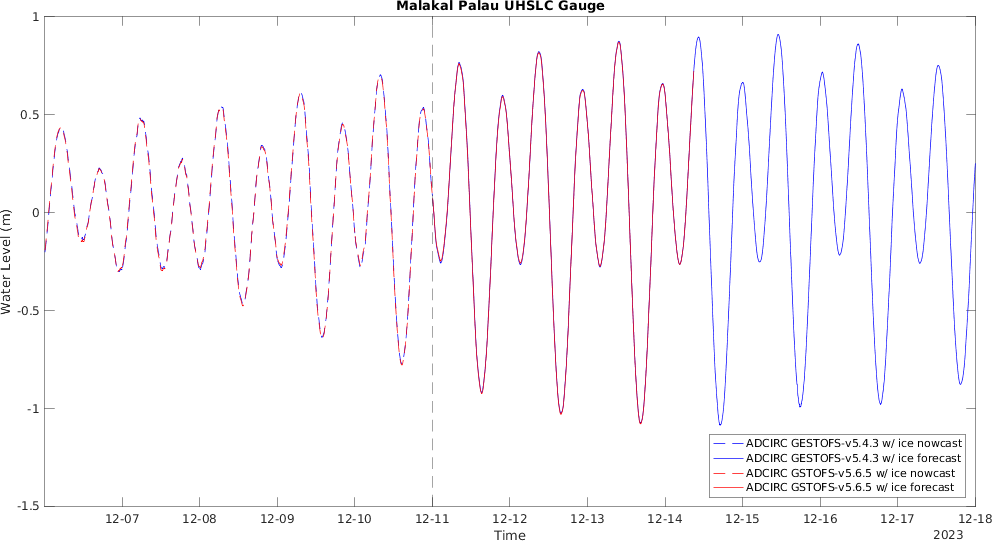 Malakal Palau UHSLC Gauge
1
0.5
0
-0.5
-1
-1.5
Water Level (m)
ADCIRC GESTOFS-v5.4.3 w/ ice nowcast
ADCIRC GESTOFS-v5.4.3 w/ ice forecast
ADCIRC GSTOFS-v5.6.5 w/ ice nowcast
ADCIRC GSTOFS-v5.6.5 w/ ice forecast
12-07 12-08 12-09 12-10 12-11 12-12 12-13 12-14 12-15 12-16 12-17 12-18
Time
2023